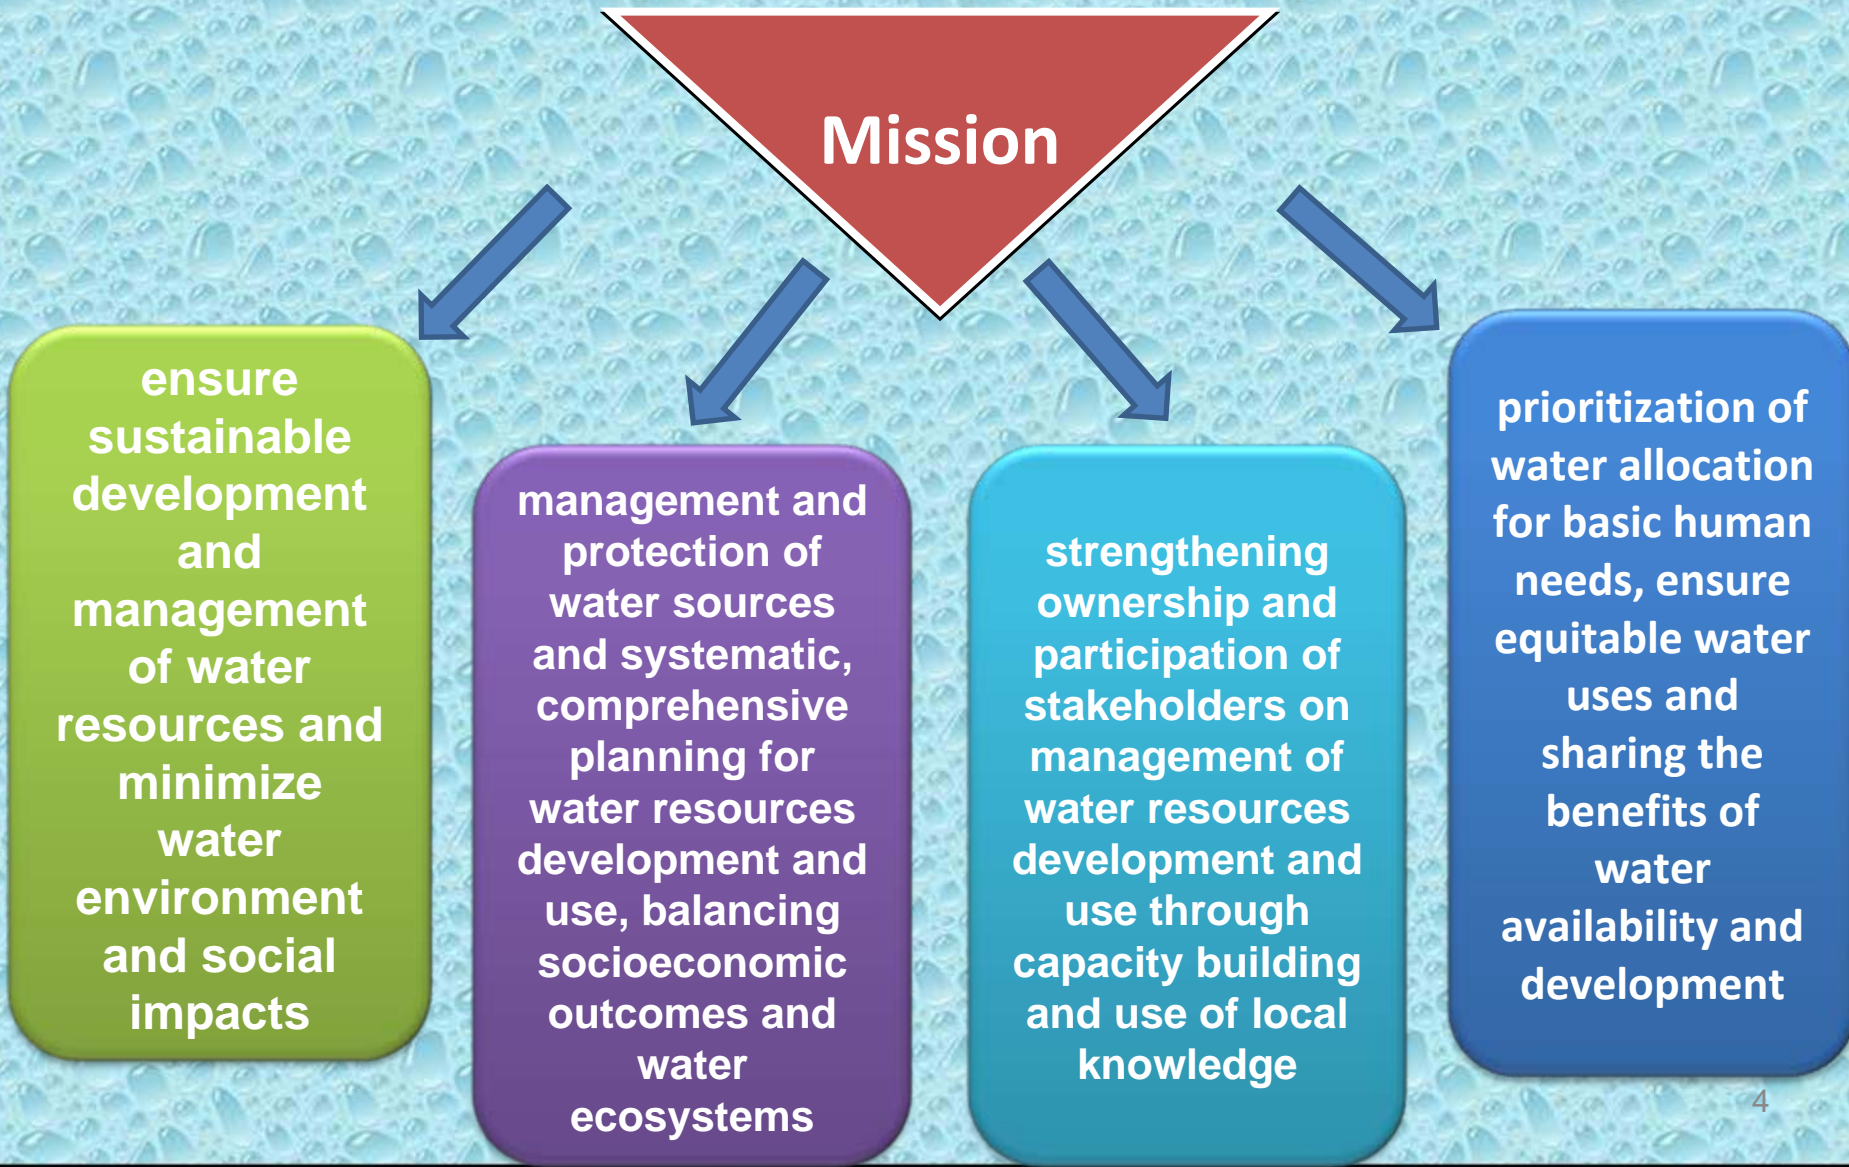 Mission
ensure
sustainable
development
and
management
of water
resources and
minimize
water
environment
and social
impacts
management and
protection of
water sources
and systematic,
comprehensive
planning for
water resources
development and
use, balancing
socioeconomic
outcomes and
water
ecosystems
strengthening
ownership and
participation of
stakeholders on
management of
water resources
development and
use through
capacity building
and use of local
knowledge
prioritization of
water allocation
for basic human
needs, ensure
equitable water
uses and
sharing the
benefits of
water
availability and
development
4